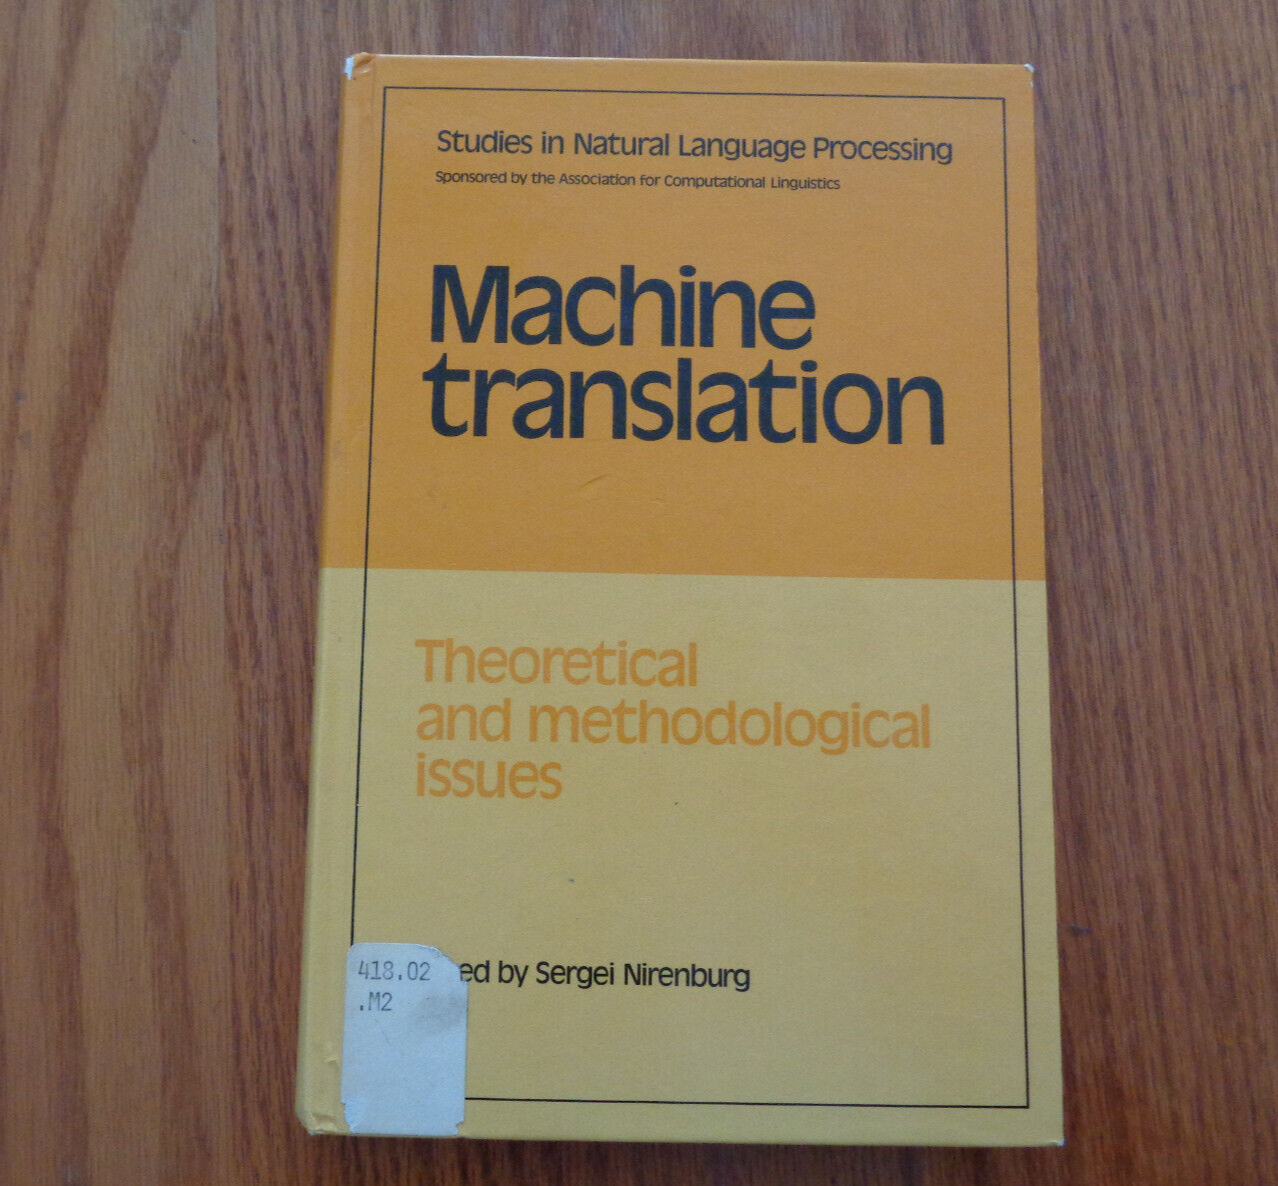 Studies in Natural Language Processing
Sponsored by the Association for Computational Linguistics
Machine
translation
Theoretical
and methodological
issues
418.02
.M2
ed by Sergei Nirenburg